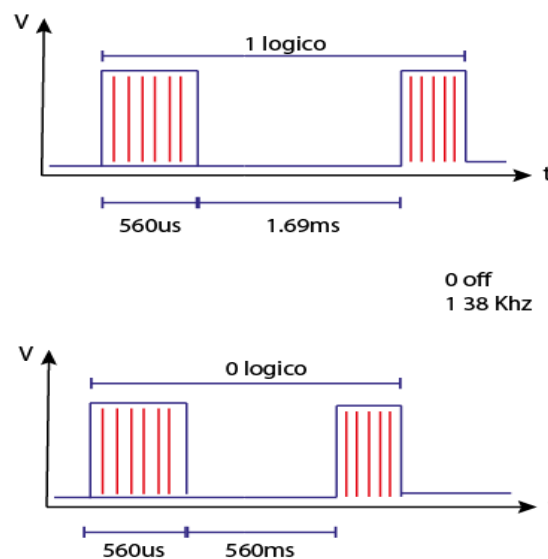 V
1 logico
t
560us
1.69ms
0 off
1 38 Khz
V
0 logico
560us
560ms